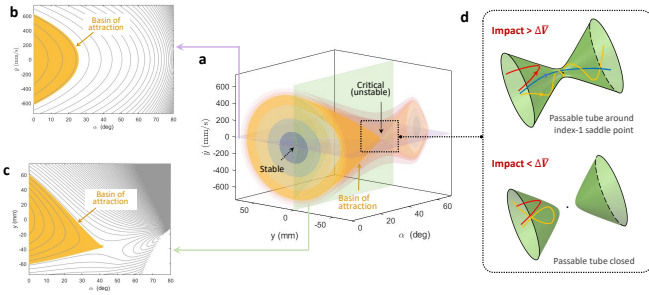 b
600
400
200
0
-200
-400
-600
ẏ (mm/s)
Basin of
attraction
0 10 20 30 40 50 60 70 80
α (deg)
c
60
40
20
0
-20
-40
-60
-80
y (mm)
Basin of
attraction
0 10 20 30 40 50 60 70 80
α (deg)
a
600
400
200
0
-200
-400
-600
ẏ (mm/s)
Critical
(unstable)
Stable
Basin of
attraction
50
0
-50
y (mm)
0
20
40
60
α (deg)
d
Impact > ΔV̅
Passable tube around
index-1 saddle point
Impact < ΔV̅
Passable tube closed